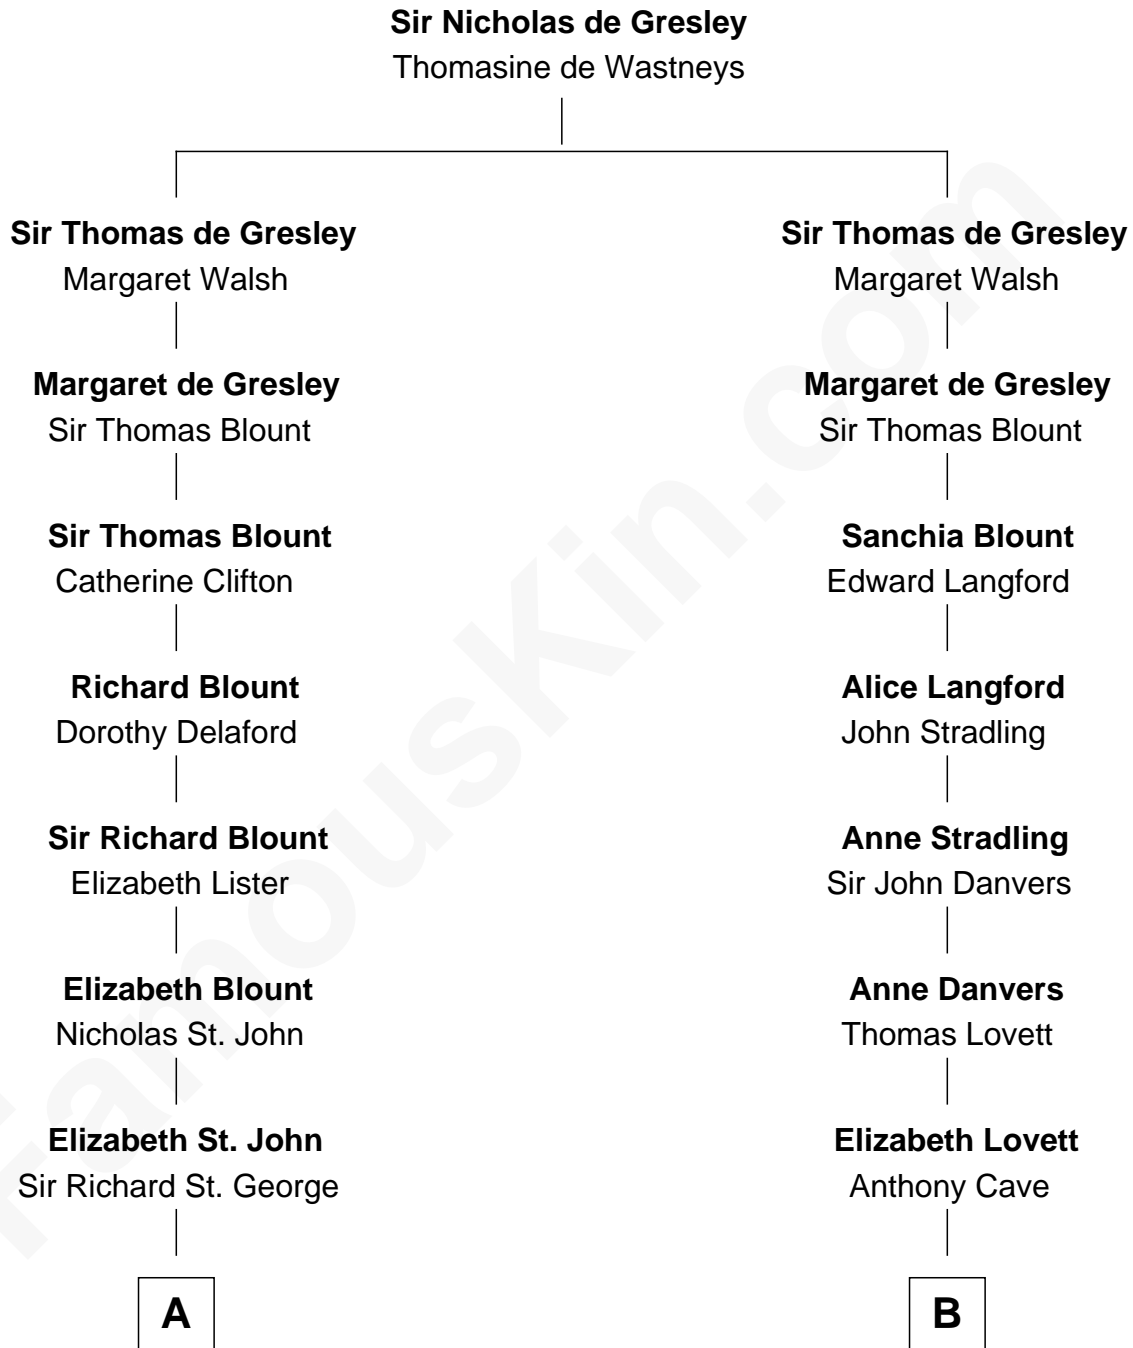 Sir Nicholas de Gresley
Thomasine de Wastneys
Sir Thomas de Gresley
Margaret Walsh
Margaret de Gresley
Sir Thomas Blount
Sir Thomas Blount
Catherine Clifton
Richard Blount
Dorothy Delaford
Sir Richard Blount
Elizabeth Lister
Elizabeth Blount
Nicholas St. John
Elizabeth St. John
Sir Richard St. George
A
Sir Thomas de Gresley
Margaret Walsh
Margaret de Gresley
Sir Thomas Blount
Sanchia Blount
Edward Langford
Alice Langford
John Stradling
Anne Stradling
Sir John Danvers
Anne Danvers
Thomas Lovett
Elizabeth Lovett
Anthony Cave
B
FamousKin.com